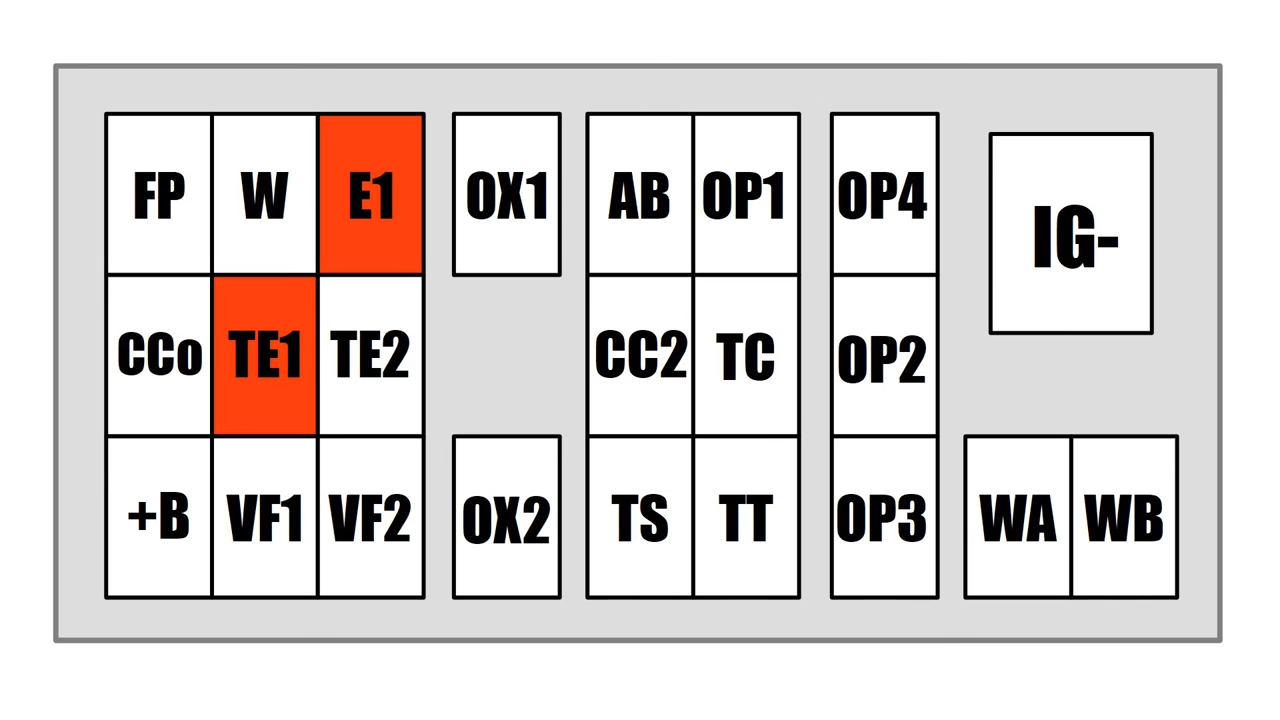 FP W E1 OX1 AB OP1 OP4 IG-
CCo TE1 TE2 CC2 TC OP2
+B VF1 VF2 OX2 TS TT OP3 WA WB